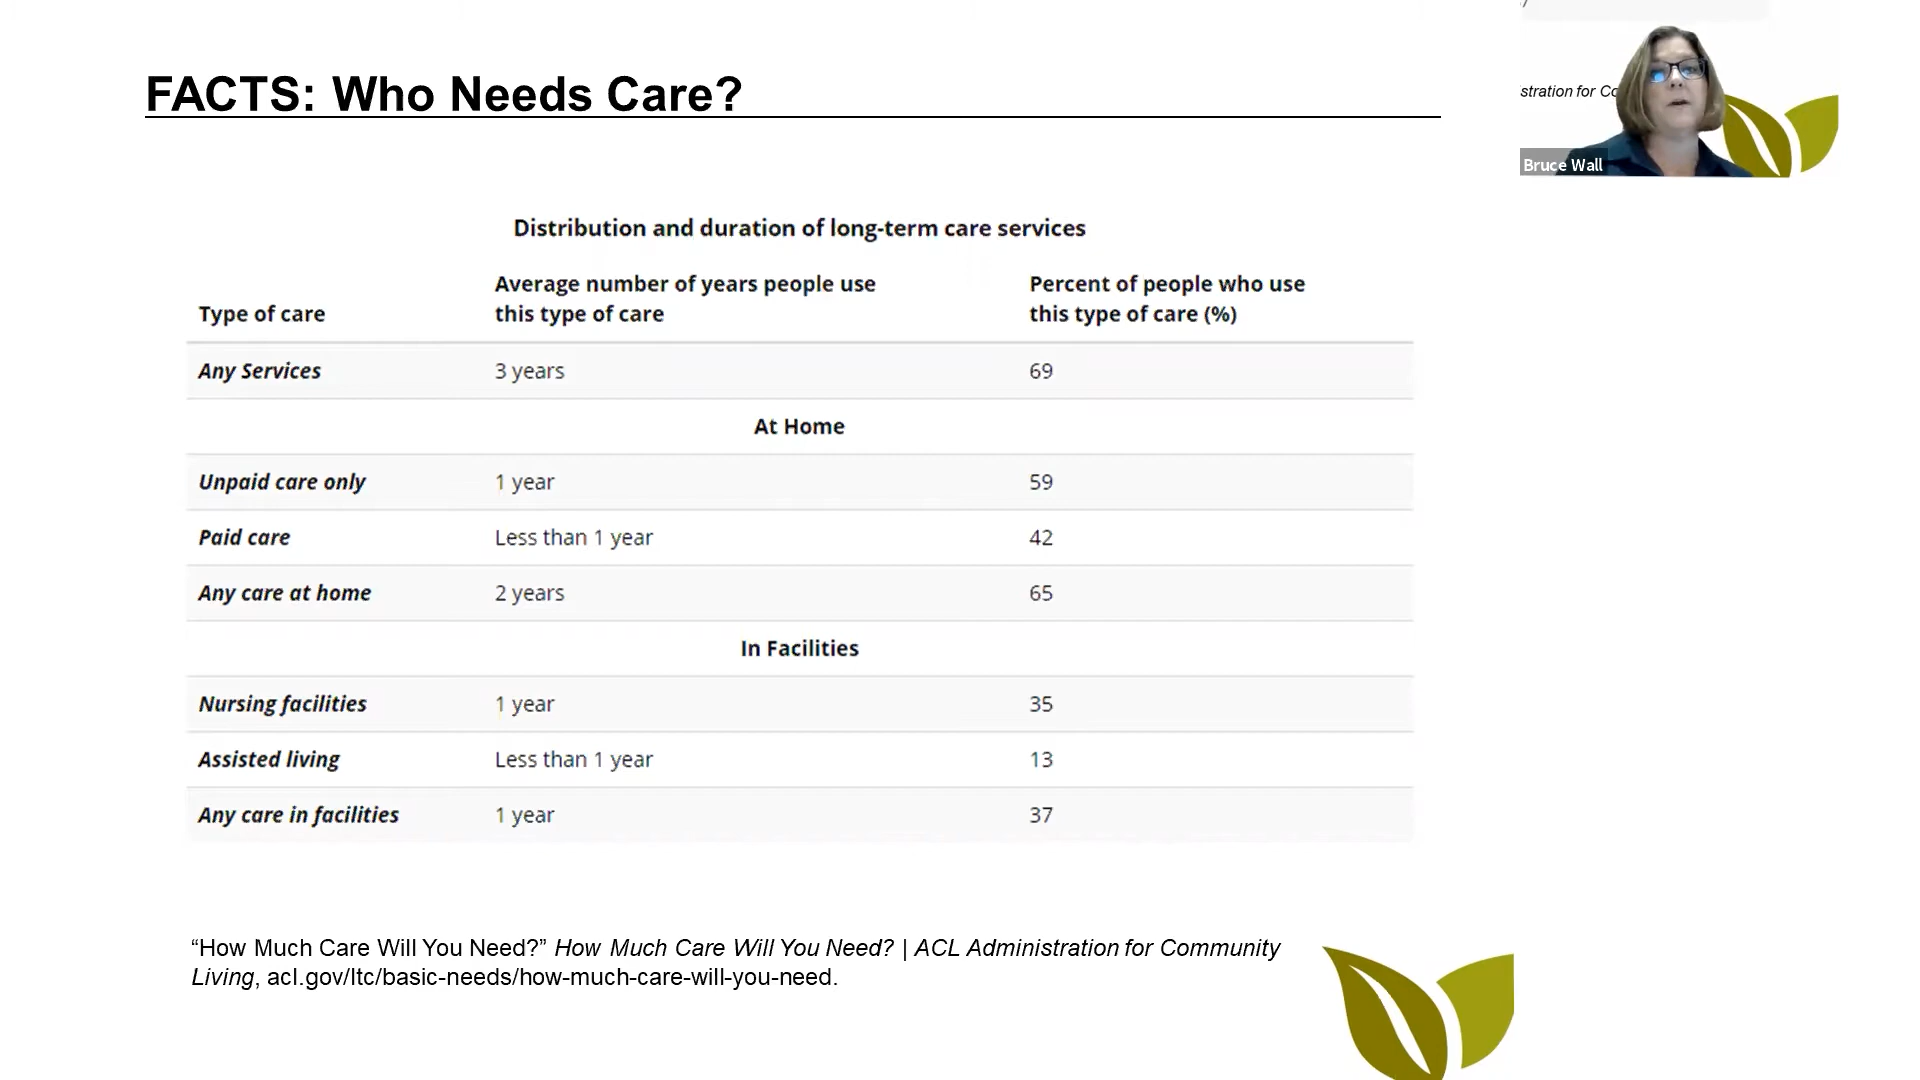 FACTS: Who Needs Care?
stration for Co
Bruce Wall
Distribution and duration of long-term care services
Type of care
Average number of years people use
this type of care
Percent of people who use
this type of care (%)
Any Services 3 years 69
At Home
Unpaid care only 1 year 59
Paid care Less than 1 year 42
Any care at home 2 years 65
In Facilities
Nursing facilities 1 year 35
Assisted living Less than 1 year 13
Any care in facilities 1 year 37
“How Much Care Will You Need?” How Much Care Will You Need? | ACL Administration for Community
Living, acl.gov/ltc/basic-needs/how-much-care-will-you-need.